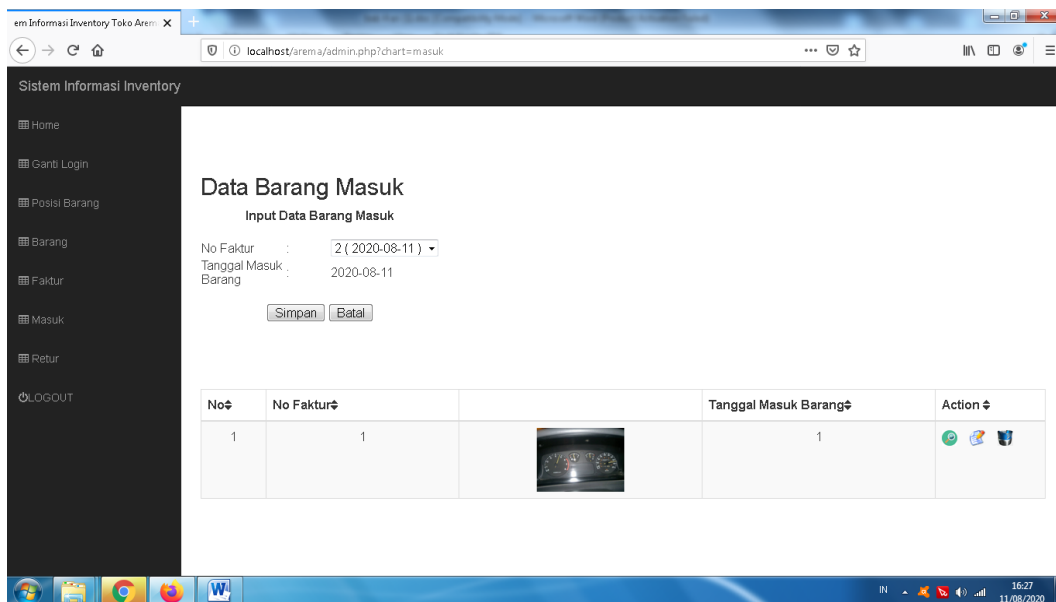 em Informasi Inventory Toko Arem
localhost/arema/admin.php?chart=masuk
Sistem Informasi Inventory
Home
Ganti Login
Posisi Barang
Barang
Faktur
Masuk
Retur
LOGOUT
Data Barang Masuk
Input Data Barang Masuk
No Faktur : 2 ( 2020-08-11 )
Tanggal Masuk Barang : 2020-08-11
Simpan Batal
No No Faktur Tanggal Masuk Barang Action
1 1 1
IN 16:27
11/08/2020